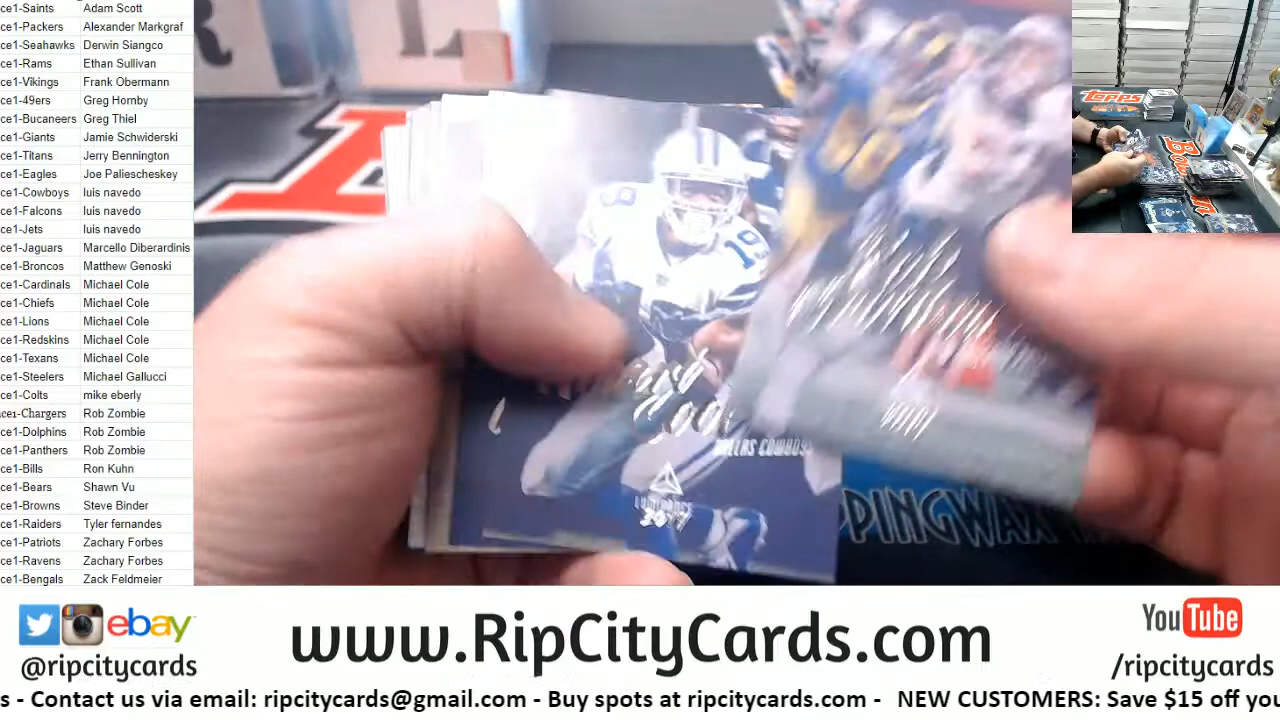 ce1-Saints Adam Scott
ce1-Packers Alexander Markgraf
ce1-Seahawks Derwin Siangco
ce1-Rams Ethan Sullivan
ce1-Vikings Frank Obermann
ce1-49ers Greg Hornby
ce1-Bucaneers Greg Thiel
ce1-Giants Jamie Schwiderski
ce1-Titans Jerry Bennington
ce1-Eagles Joe Paliescheskey
ce1-Cowboys luis navedo
ce1-Falcons luis navedo
ce1-Jets luis navedo
ce1-Jaguars Marcello Diberardinis
ce1-Broncos Matthew Genoski
ce1-Cardinals Michael Cole
ce1-Chiefs Michael Cole
ce1-Lions Michael Cole
ce1-Redskins Michael Cole
ce1-Texans Michael Cole
ce1-Steelers Michael Gallucci
ce1-Colts mike eberly
ace1-Chargers Rob Zombie
ce1-Dolphins Rob Zombie
ce1-Panthers Rob Zombie
ce1-Bills Ron Kuhn
ce1-Bears Shawn Vu
ce1-Browns Steve Binder
ce1-Raiders Tyler fernandes
ce1-Patriots Zachary Forbes
ce1-Ravens Zachary Forbes
ce1-Bengals Zack Feldmeier
TOPPS
19
DALLAS COWBOYS
LUMINANCE
2017
PPINGWAX
ebay
@ripcitycards
www.RipCityCards.com
YouTube
/ripcitycards
s - Contact us via email: ripcitycards@gmail.com - Buy spots at ripcitycards.com - NEW CUSTOMERS: Save $15 off you